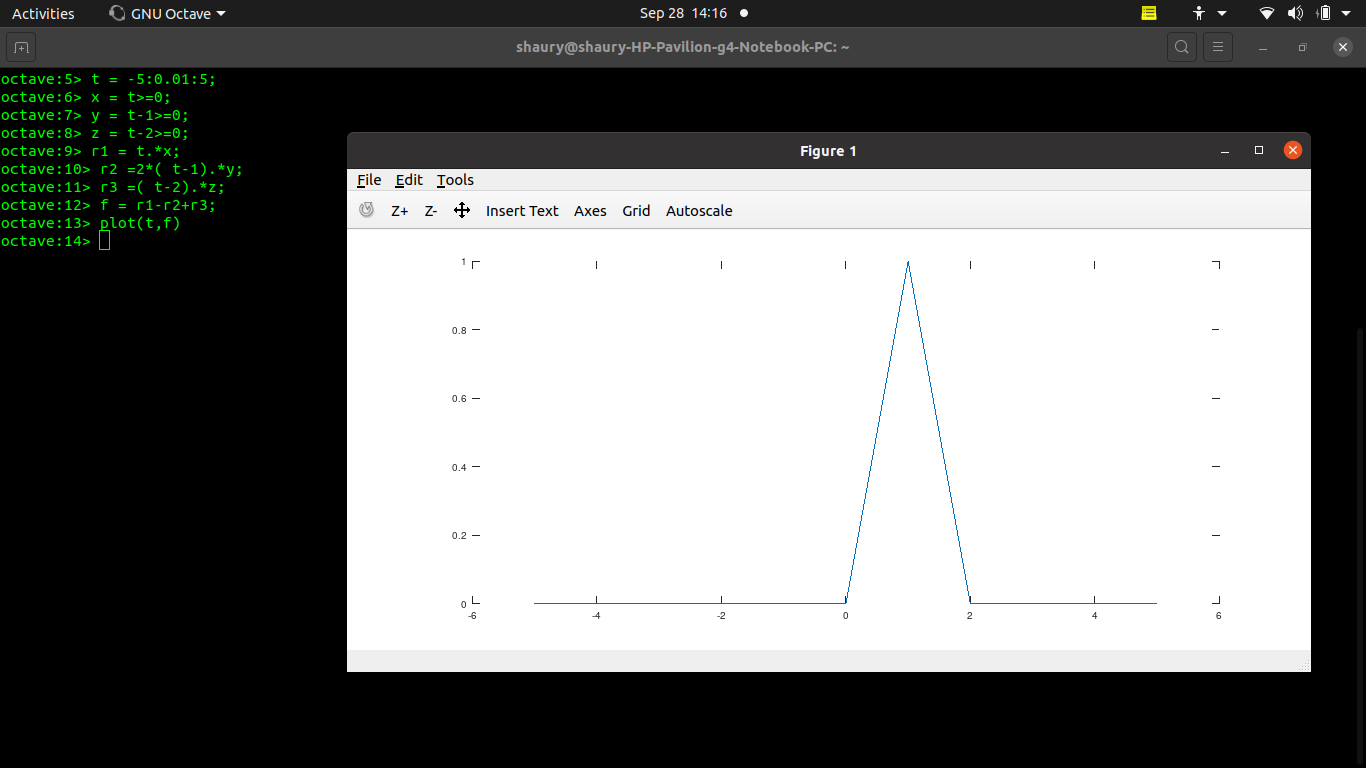 Activities GNU Octave Sep 28 14:16
shaury@shaury-HP-Pavilion-g4-Notebook-PC: ~
octave:5> t = -5:0.01:5;
octave:6> x = t>=0;
octave:7> y = t-1>=0;
octave:8> z = t-2>=0;
octave:9> r1 = t.*x;
octave:10> r2 =2*( t-1).*y;
octave:11> r3 =( t-2).*z;
octave:12> f = r1-r2+r3;
octave:13> plot(t,f)
octave:14>
Figure 1
File Edit Tools
Z+ Z- Insert Text Axes Grid Autoscale
1
0.8
0.6
0.4
0.2
0
-6 -4 -2 0 2 4 6